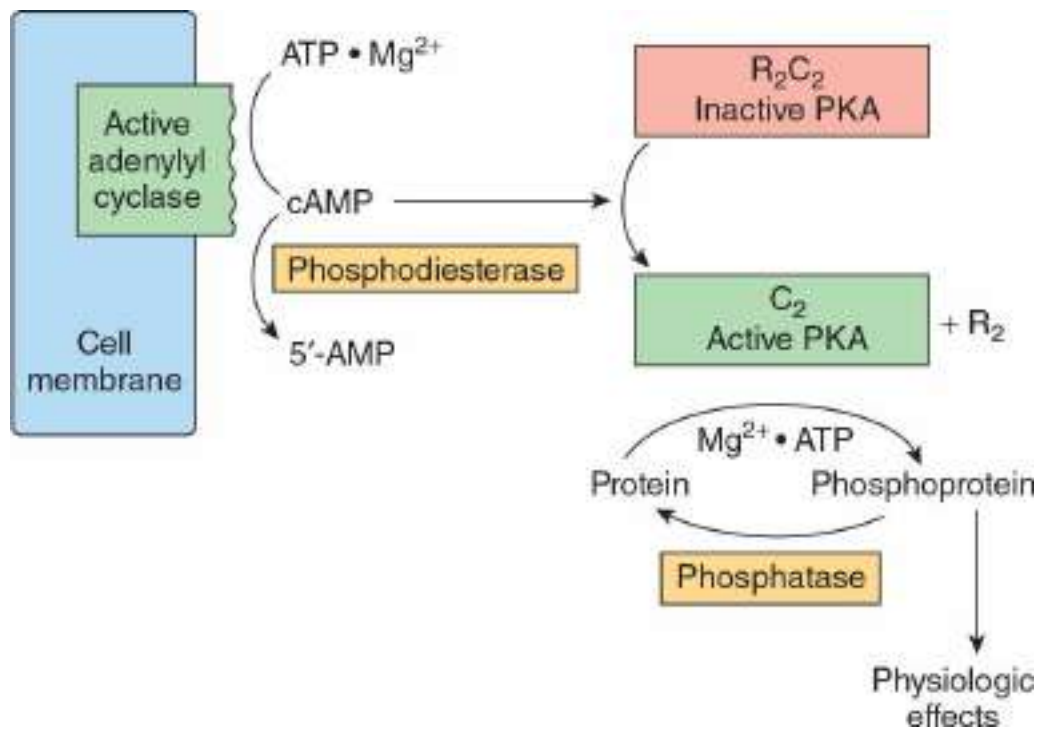 ATP • Mg²⁺
Active
adenylyl
cyclase
cAMP
Phosphodiesterase
5′-AMP
Cell
membrane
R₂C₂
Inactive PKA
C₂
Active PKA
+ R₂
Mg²⁺ • ATP
Protein
Phosphoprotein
Phosphatase
Physiologic
effects